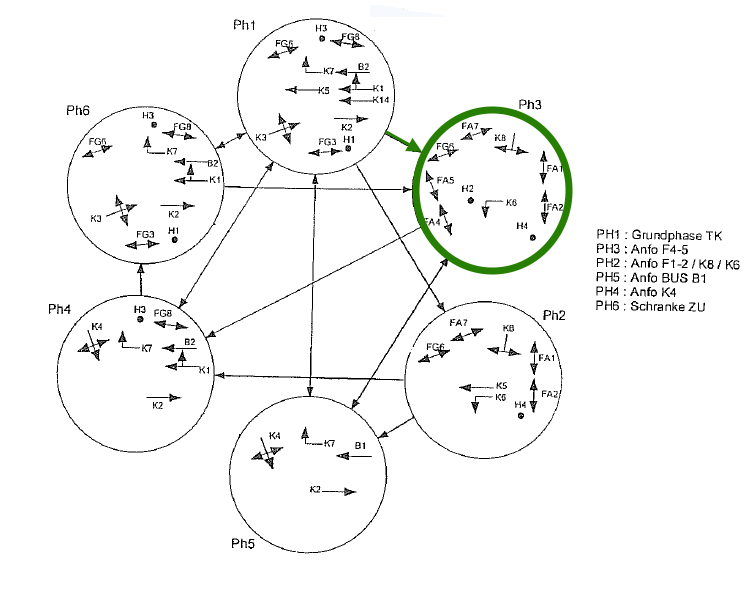 Ph1
H3
FG6
FG8
K7
B2
K5
K1
K14
K2
K3
FG3
H1
Ph6
H3
FG8
FG6
K7
B2
K1
K2
K3
FG3
H1
Ph3
FA7
FG6
K8
FA1
FA5
H2
K6
FA2
FA4
H4
PH1 : Grundphase TK
PH3 : Anfo F4-5
PH2 : Anfo F1-2 / K8 / K6
PH5 : Anfo BUS B1
PH4 : Anfo K4
PH6 : Schranke ZU
Ph4
H3
FG8
K4
K7
B2
K1
K2
Ph2
FA7
FG6
FA1
K5
K6
FA2
H4
Ph5
K4
K7
B1
K2